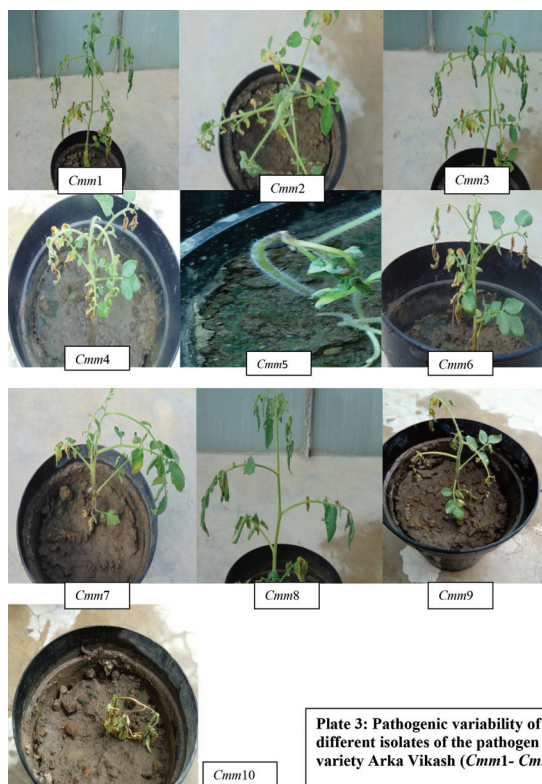 Cmm1
Cmm2
Cmm3
Cmm4
Cmm5
Cmm6
Cmm7
Cmm8
Cmm9
Cmm10
Plate 3: Pathogenic variability of
different isolates of the pathogen
variety Arka Vikash (Cmm1- Cm